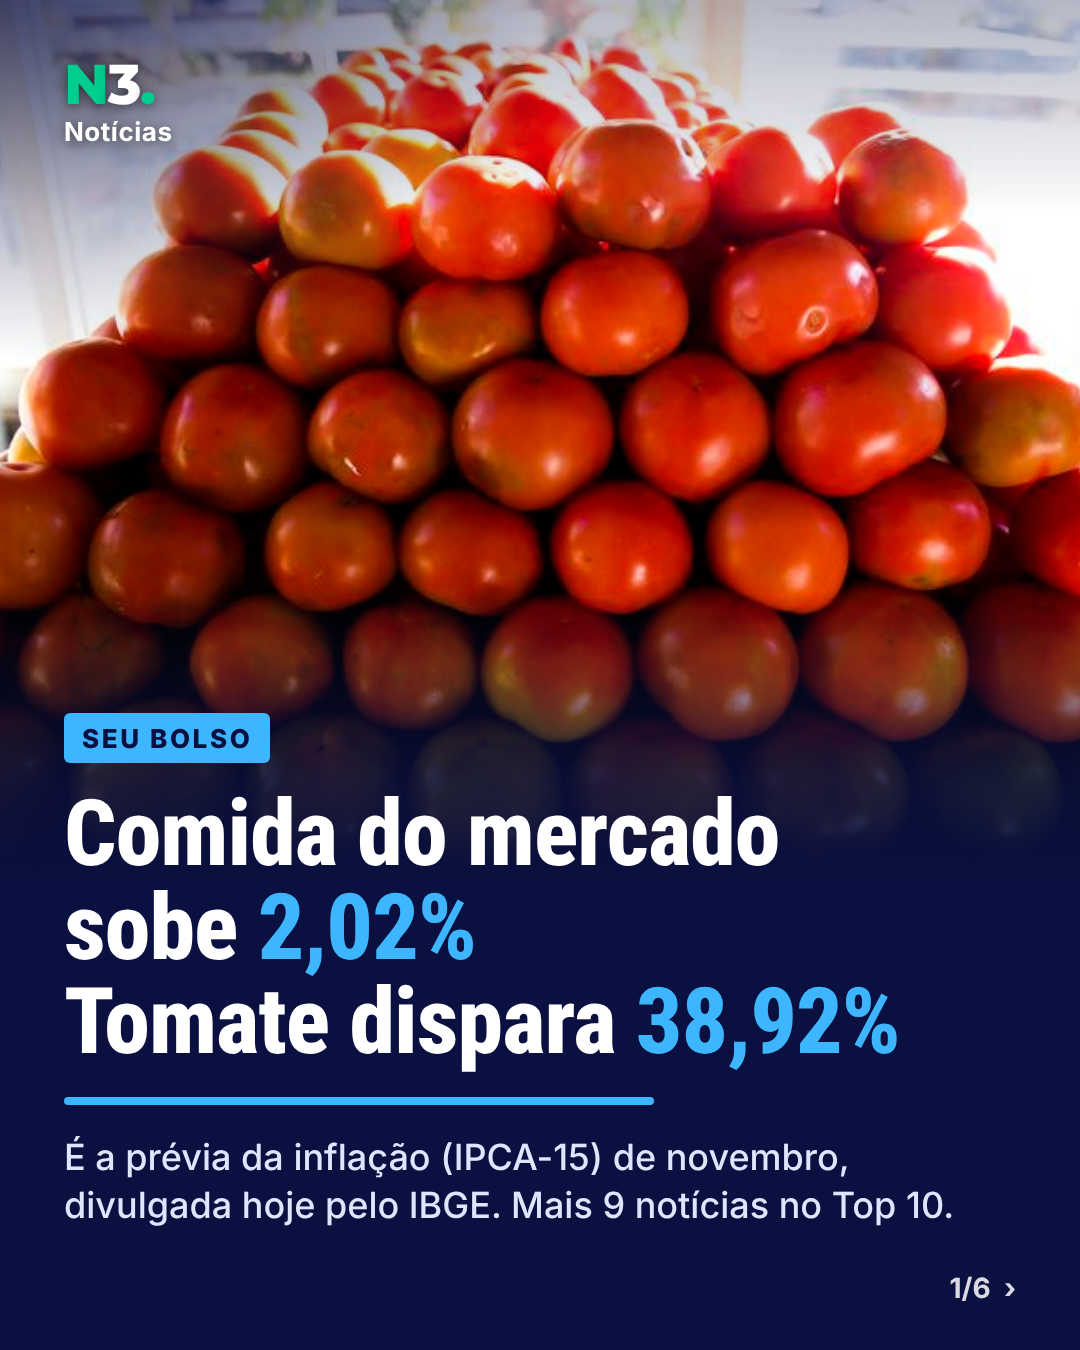 N3.
Notícias
SEU BOLSO
Comida do mercado
sobe 2,02%
Tomate dispara 38,92%
É a prévia da inflação (IPCA-15) de novembro,
divulgada hoje pelo IBGE. Mais 9 notícias no Top 10.
1/6 ›